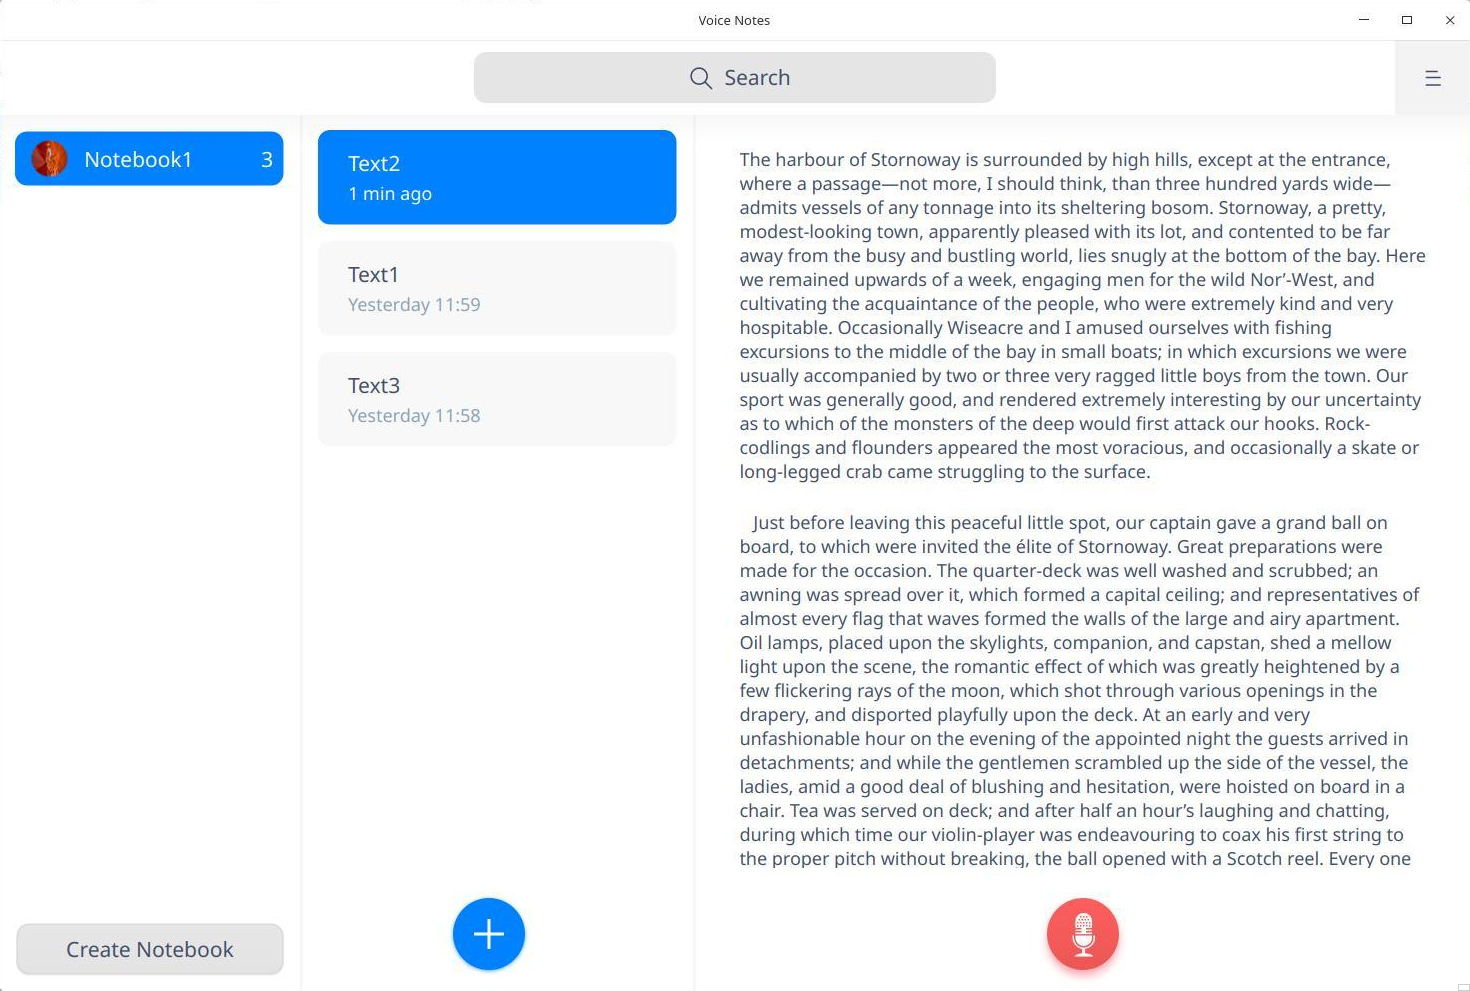 Voice Notes
Search
Notebook1 3
Text2
1 min ago
Text1
Yesterday 11:59
Text3
Yesterday 11:58
Create Notebook
The harbour of Stornoway is surrounded by high hills, except at the entrance,
where a passage—not more, I should think, than three hundred yards wide—
admits vessels of any tonnage into its sheltering bosom. Stornoway, a pretty,
modest-looking town, apparently pleased with its lot, and contented to be far
away from the busy and bustling world, lies snugly at the bottom of the bay. Here
we remained upwards of a week, engaging men for the wild Nor’-West, and
cultivating the acquaintance of the people, who were extremely kind and very
hospitable. Occasionally Wiseacre and I amused ourselves with fishing
excursions to the middle of the bay in small boats; in which excursions we were
usually accompanied by two or three very ragged little boys from the town. Our
sport was generally good, and rendered extremely interesting by our uncertainty
as to which of the monsters of the deep would first attack our hooks. Rock-
codlings and flounders appeared the most voracious, and occasionally a skate or
long-legged crab came struggling to the surface.
Just before leaving this peaceful little spot, our captain gave a grand ball on
board, to which were invited the élite of Stornoway. Great preparations were
made for the occasion. The quarter-deck was well washed and scrubbed; an
awning was spread over it, which formed a capital ceiling; and representatives of
almost every flag that waves formed the walls of the large and airy apartment.
Oil lamps, placed upon the skylights, companion, and capstan, shed a mellow
light upon the scene, the romantic effect of which was greatly heightened by a
few flickering rays of the moon, which shot through various openings in the
drapery, and disported playfully upon the deck. At an early and very
unfashionable hour on the evening of the appointed night the guests arrived in
detachments; and while the gentlemen scrambled up the side of the vessel, the
ladies, amid a good deal of blushing and hesitation, were hoisted on board in a
chair. Tea was served on deck; and after half an hour’s laughing and chatting,
during which time our violin-player was endeavouring to coax his first string to
the proper pitch without breaking, the ball opened with a Scotch reel. Every one